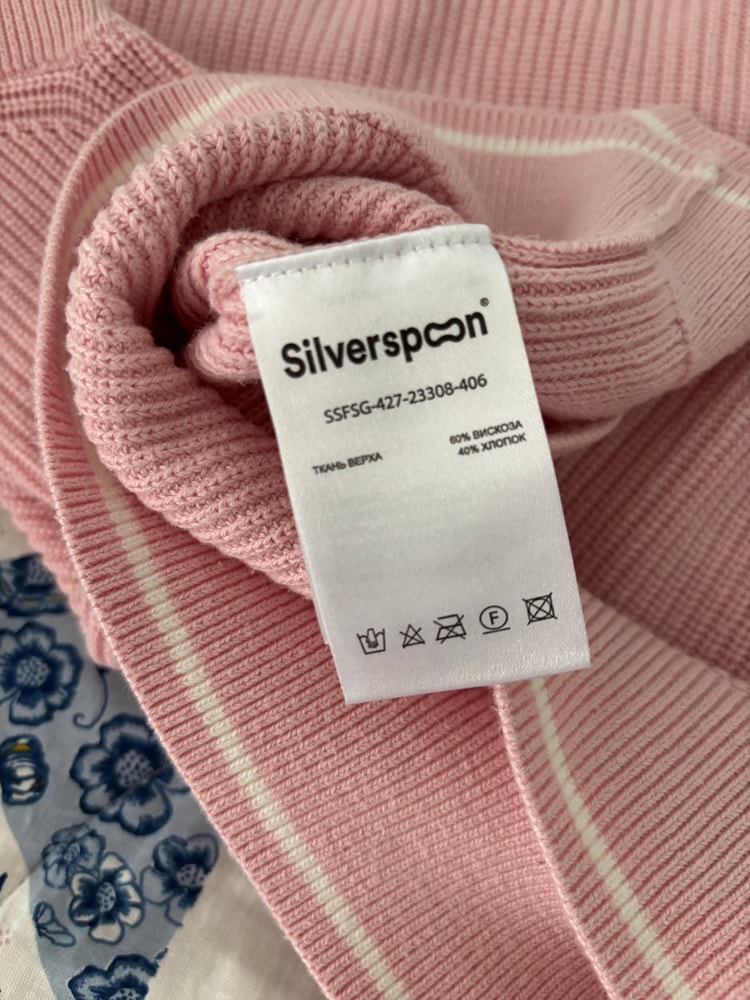 Silverspoon®
SSFSG-427-23308-406
ТКАНЬ ВЕРХА
60% ВИСКОЗА
40% ХЛОПОК
F